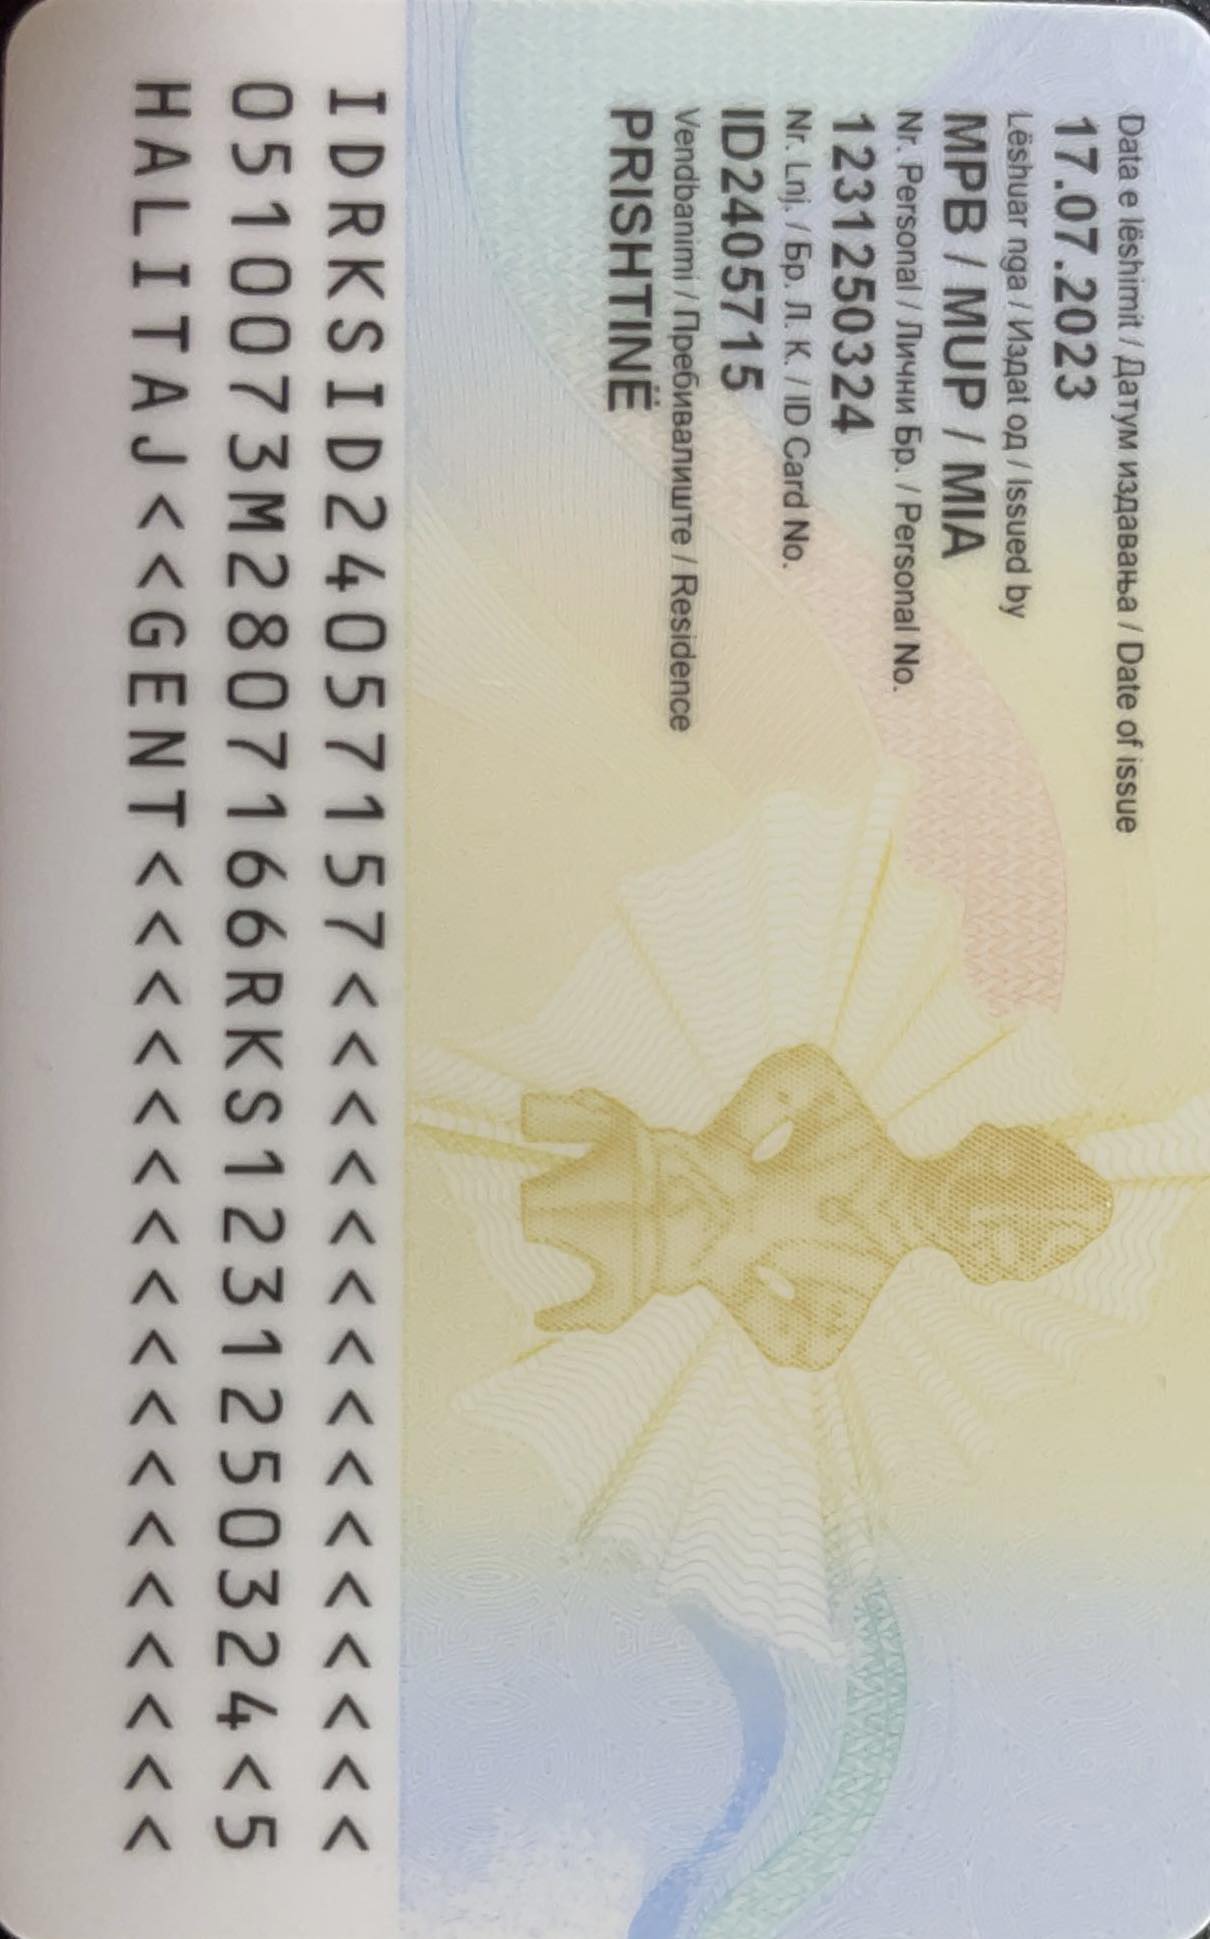 Data e lëshimit / Датум издавања / Date of issue
17.07.2023
Lëshuar nga / Издат од / Issued by
MPB / MUP / MIA
Nr. Personal / Лични Бр. / Personal No.
1231250324
Nr. Lnj. / Бр. Л. К. / ID Card No.
ID2405715
Vendbanimi / Пребивалиште / Residence
PRISHTINË
IDRKSID24057157<<<<<<<<<<<<<<<
0510073M2807166RKS1231250324<5
HALITAJ<<GENT<<<<<<<<<<<<<<<<<